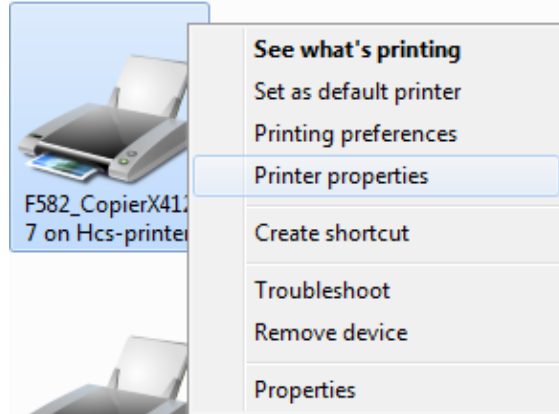 See what's printing
Set as default printer
Printing preferences
Printer properties
F582_CopierX412
7 on Hcs-printer
Create shortcut
Troubleshoot
Remove device
Properties